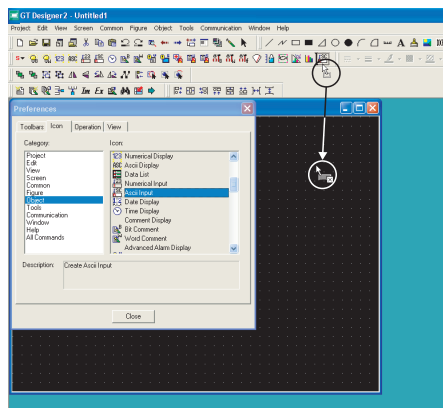 GT Designer2 - Untitled1
Project Edit View Screen Common Figure Object Tools Communication Window Help
Preferences
Toolbars Icon Operation View
Category:
Project
Edit
View
Screen
Common
Figure
Object
Tools
Communication
Window
Help
All Commands
Icon:
123 Numerical Display
ABC Ascii Display
Data List
Numerical Input
Ascii Input
Date Display
Time Display
Comment Display
Bit Comment
Word Comment
Advanced Alarm Display
Description: Create Ascii Input
Close